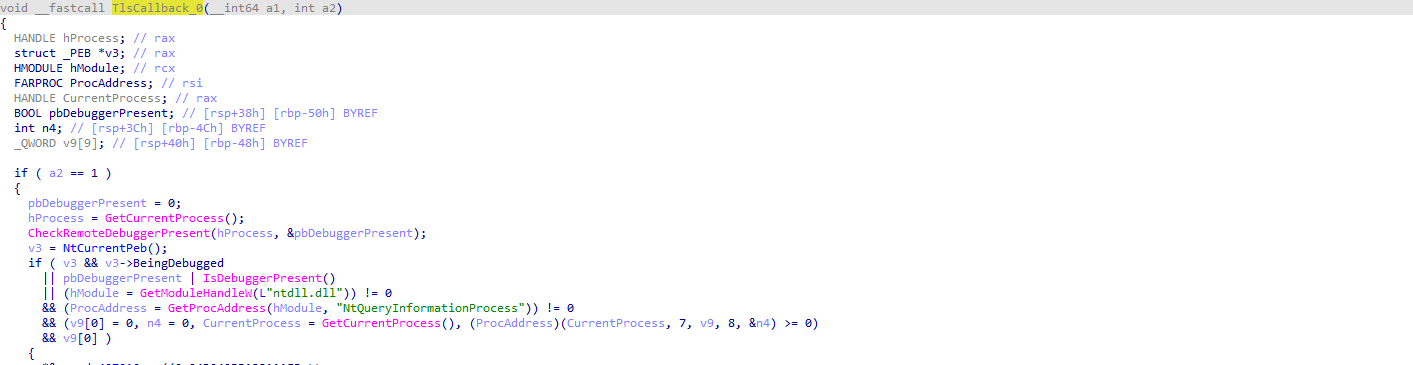 void __fastcall TlsCallback_0(__int64 a1, int a2)
{
  HANDLE hProcess; // rax
  struct _PEB *v3; // rax
  HMODULE hModule; // rcx
  FARPROC ProcAddress; // rsi
  HANDLE CurrentProcess; // rax
  BOOL pbDebuggerPresent; // [rsp+38h] [rbp-50h] BYREF
  int n4; // [rsp+3Ch] [rbp-4Ch] BYREF
  _QWORD v9[9]; // [rsp+40h] [rbp-48h] BYREF

  if ( a2 == 1 )
  {
    pbDebuggerPresent = 0;
    hProcess = GetCurrentProcess();
    CheckRemoteDebuggerPresent(hProcess, &pbDebuggerPresent);
    v3 = NtCurrentPeb();
    if ( v3 && v3->BeingDebugged
      || pbDebuggerPresent | IsDebuggerPresent()
      || (hModule = GetModuleHandleW(L"ntdll.dll")) != 0
      && (ProcAddress = GetProcAddress(hModule, "NtQueryInformationProcess")) != 0
      && (v9[0] = 0, n4 = 0, CurrentProcess = GetCurrentProcess(), (ProcAddress)(CurrentProcess, 7, v9, 8, &n4) >= 0)
      && v9[0] )
    {